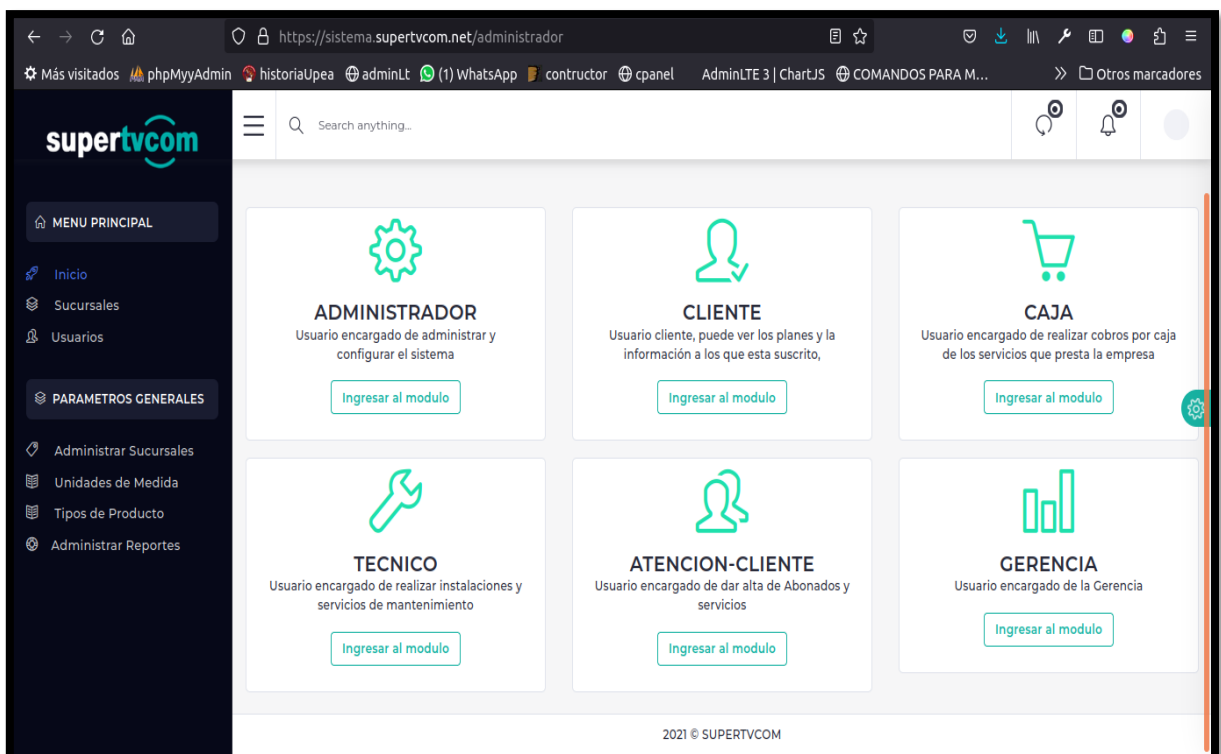 https://sistema.supertvcom.net/administrador
Más visitados phpMyyAdmin historiaUpea adminLt (1) WhatsApp contructor cpanel AdminLTE 3 | ChartJS COMANDOS PARA M... Otros marcadores
supertvcom
Search anything...
0 0
MENU PRINCIPAL
Inicio
Sucursales
Usuarios
PARAMETROS GENERALES
Administrar Sucursales
Unidades de Medida
Tipos de Producto
Administrar Reportes
ADMINISTRADOR
Usuario encargado de administrar y
configurar el sistema
Ingresar al modulo
CLIENTE
Usuario cliente, puede ver los planes y la
información a los que esta suscrito,
Ingresar al modulo
CAJA
Usuario encargado de realizar cobros por caja
de los servicios que presta la empresa
Ingresar al modulo
TECNICO
Usuario encargado de realizar instalaciones y
servicios de mantenimiento
Ingresar al modulo
ATENCION-CLIENTE
Usuario encargado de dar alta de Abonados y
servicios
Ingresar al modulo
GERENCIA
Usuario encargado de la Gerencia
Ingresar al modulo
2021 © SUPERTVCOM